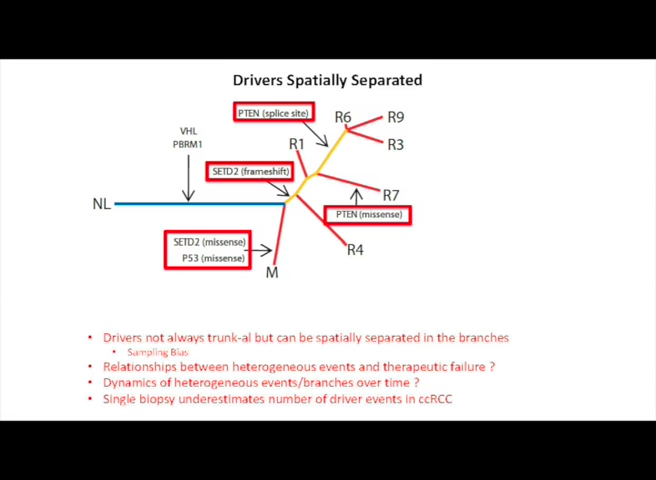 Drivers Spatially Separated
PTEN (splice site)
R6
R9
VHL
PBRM1
R1
R3
SETD2 (frameshift)
R7
NL
PTEN (missense)
SETD2 (missense)
P53 (missense)
R4
M
• Drivers not always trunk-al but can be spatially separated in the branches
• Sampling Bias
• Relationships between heterogeneous events and therapeutic failure ?
• Dynamics of heterogeneous events/branches over time ?
• Single biopsy underestimates number of driver events in ccRCC